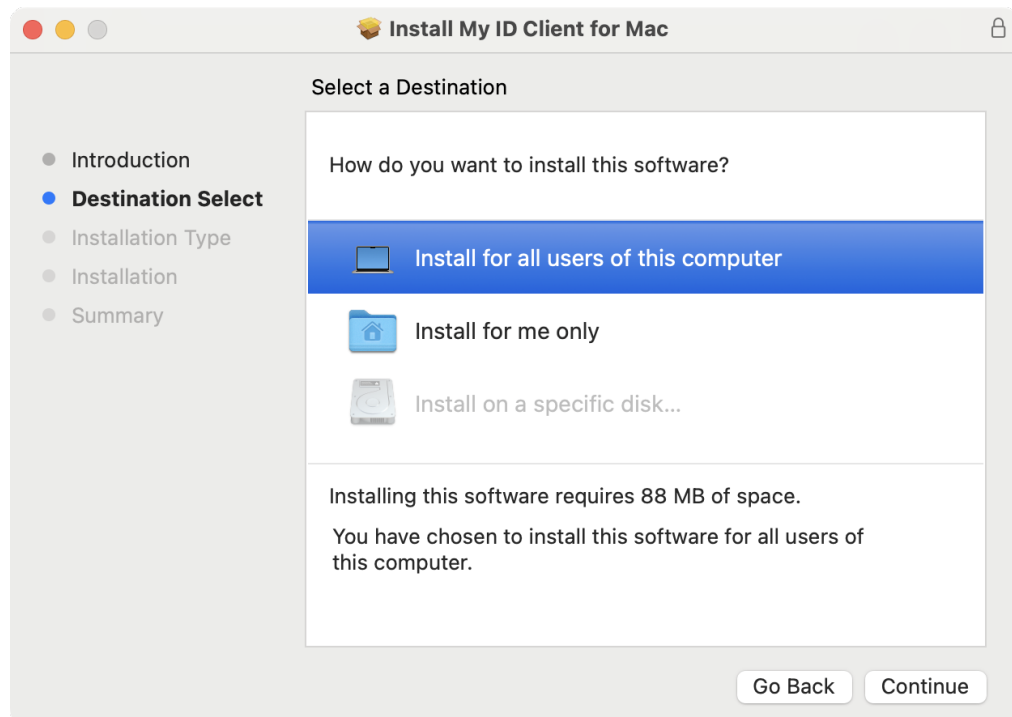 Install My ID Client for Mac
Select a Destination
Introduction
Destination Select
Installation Type
Installation
Summary
How do you want to install this software?
Install for all users of this computer
Install for me only
Install on a specific disk...
Installing this software requires 88 MB of space.
You have chosen to install this software for all users of
this computer.
Go Back
Continue